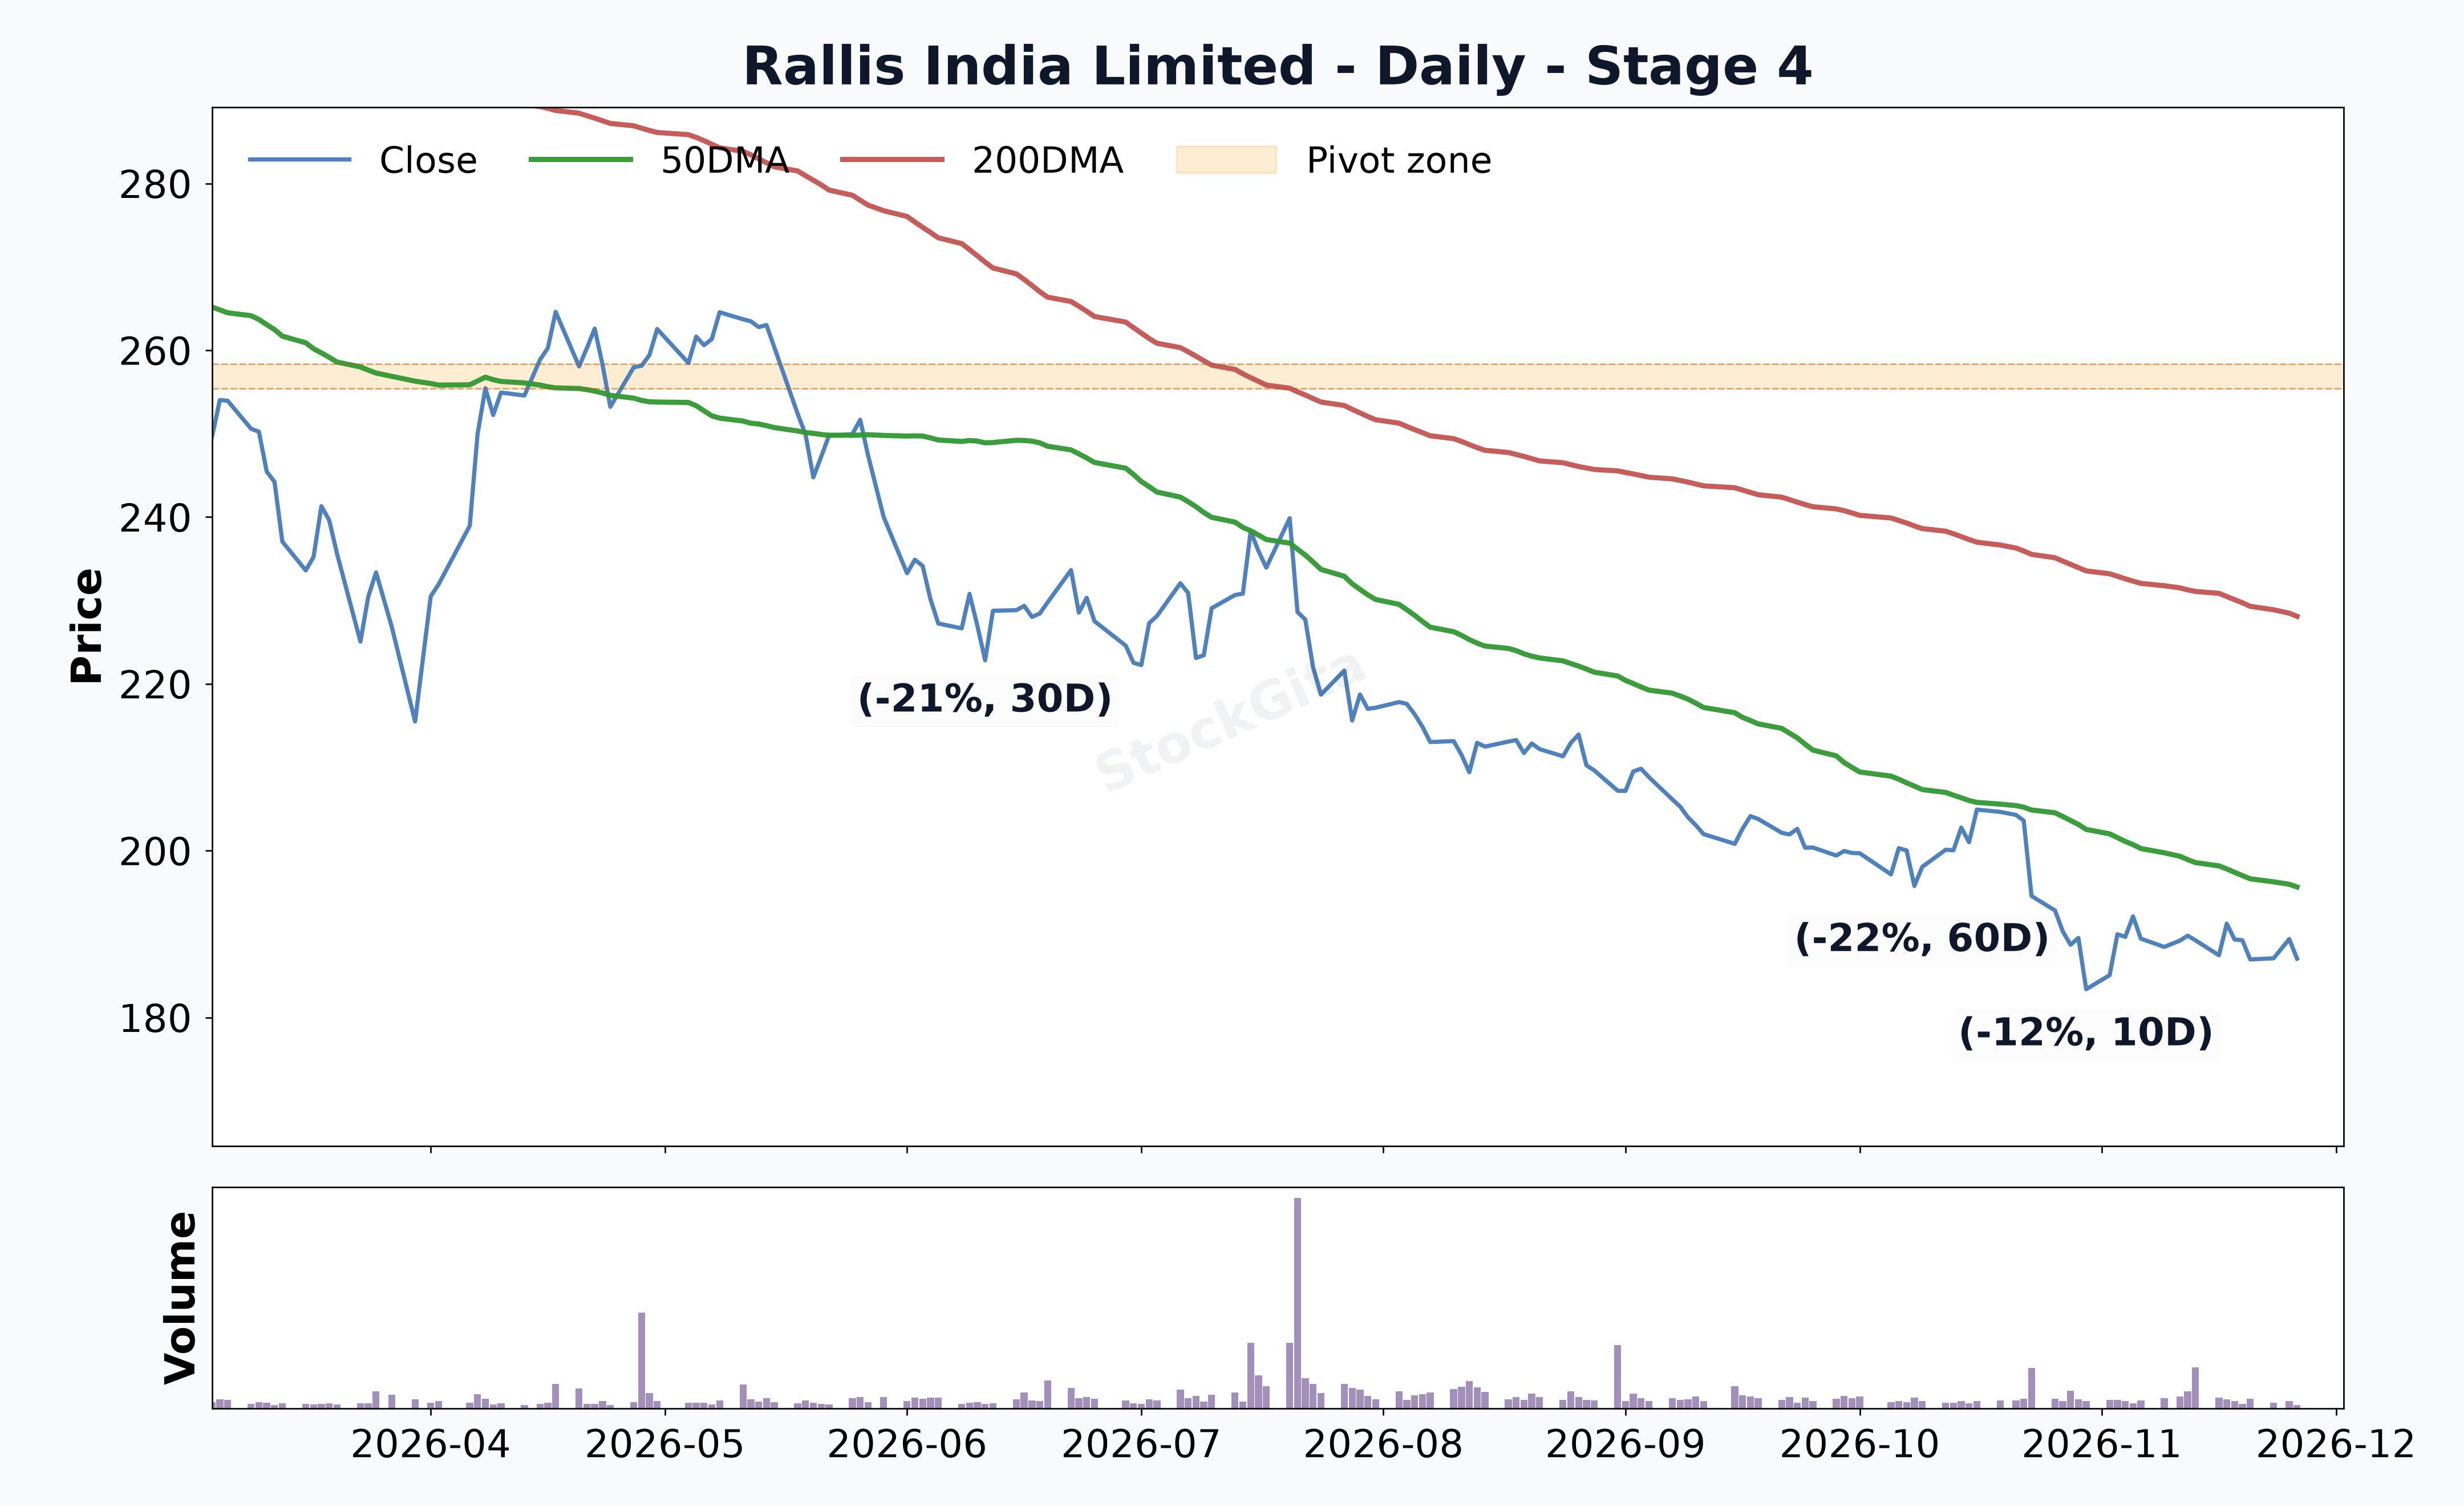 Rallis India Limited - Daily - Stage 4
Close 50DMA 200DMA Pivot zone
Price
280
260
240
220
200
180
(-21%, 30D)
StockGita
(-22%, 60D)
(-12%, 10D)
Volume
2026-04 2026-05 2026-06 2026-07 2026-08 2026-09 2026-10 2026-11 2026-12